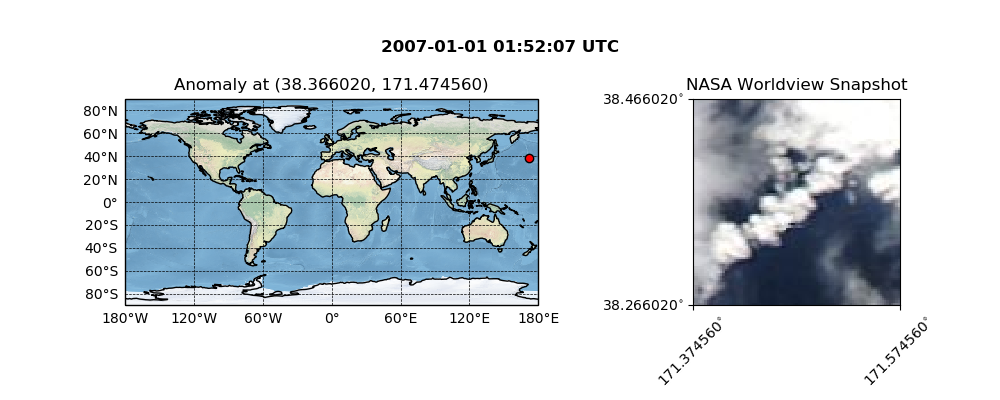 2007-01-01 01:52:07 UTC
Anomaly at (38.366020, 171.474560)
80°N
60°N
40°N
20°N
0°
20°S
40°S
60°S
80°S
180°W 120°W 60°W 0° 60°E 120°E 180°E
NASA Worldview Snapshot
38.466020°
38.266020°
171.374560°
171.574560°